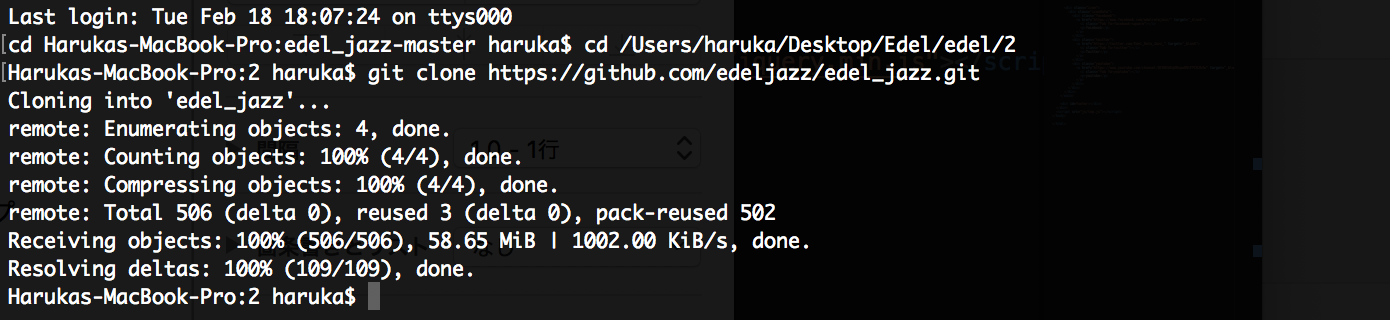 Last login: Tue Feb 18 18:07:24 on ttys000
[cd Harukas-MacBook-Pro:edel_jazz-master haruka$ cd /Users/haruka/Desktop/Edel/edel/2
[Harukas-MacBook-Pro:2 haruka$ git clone https://github.com/edeljazz/edel_jazz.git
Cloning into 'edel_jazz'...
remote: Enumerating objects: 4, done.
remote: Counting objects: 100% (4/4), done.
remote: Compressing objects: 100% (4/4), done.
remote: Total 506 (delta 0), reused 3 (delta 0), pack-reused 502
Receiving objects: 100% (506/506), 58.65 MiB | 1002.00 KiB/s, done.
Resolving deltas: 100% (109/109), done.
Harukas-MacBook-Pro:2 haruka$